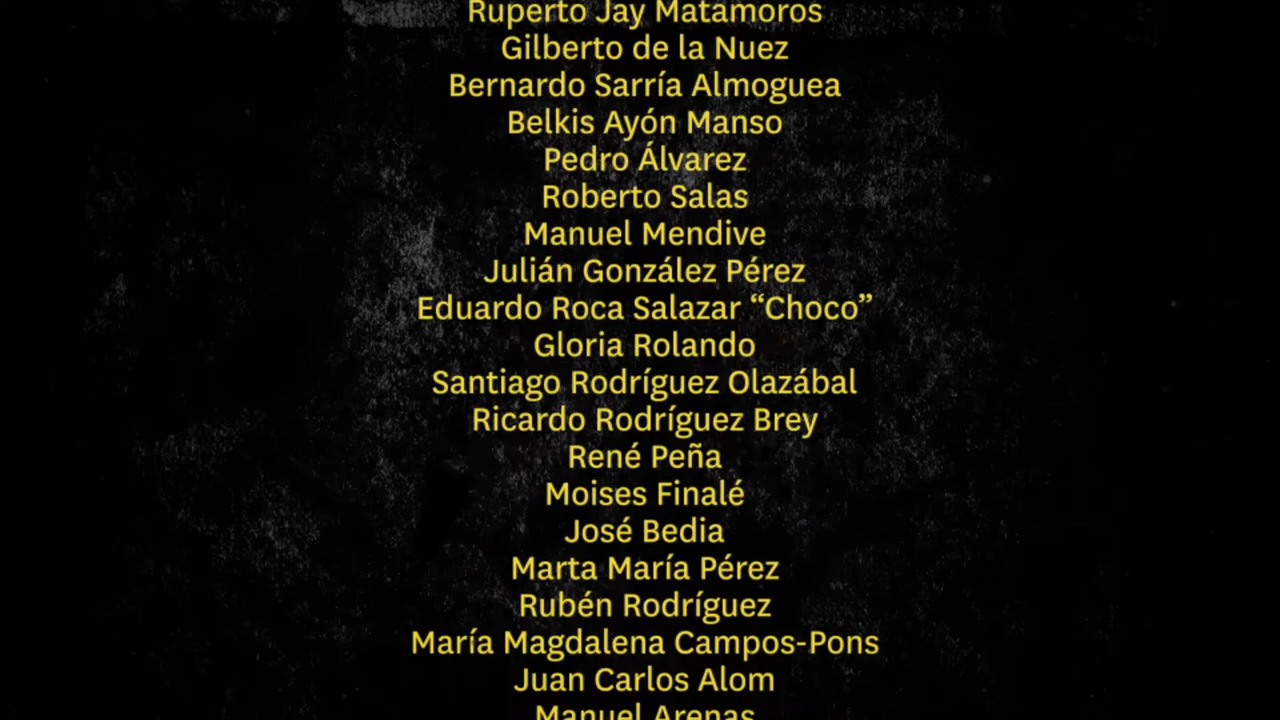 Ruperto Jay Matamoros
Gilberto de la Nuez
Bernardo Sarría Almoguea
Belkis Ayón Manso
Pedro Álvarez
Roberto Salas
Manuel Mendive
Julián González Pérez
Eduardo Roca Salazar “Choco”
Gloria Rolando
Santiago Rodríguez Olazábal
Ricardo Rodríguez Brey
René Peña
Moises Finalé
José Bedia
Marta María Pérez
Rubén Rodríguez
María Magdalena Campos-Pons
Juan Carlos Alom
Manuel Arenas